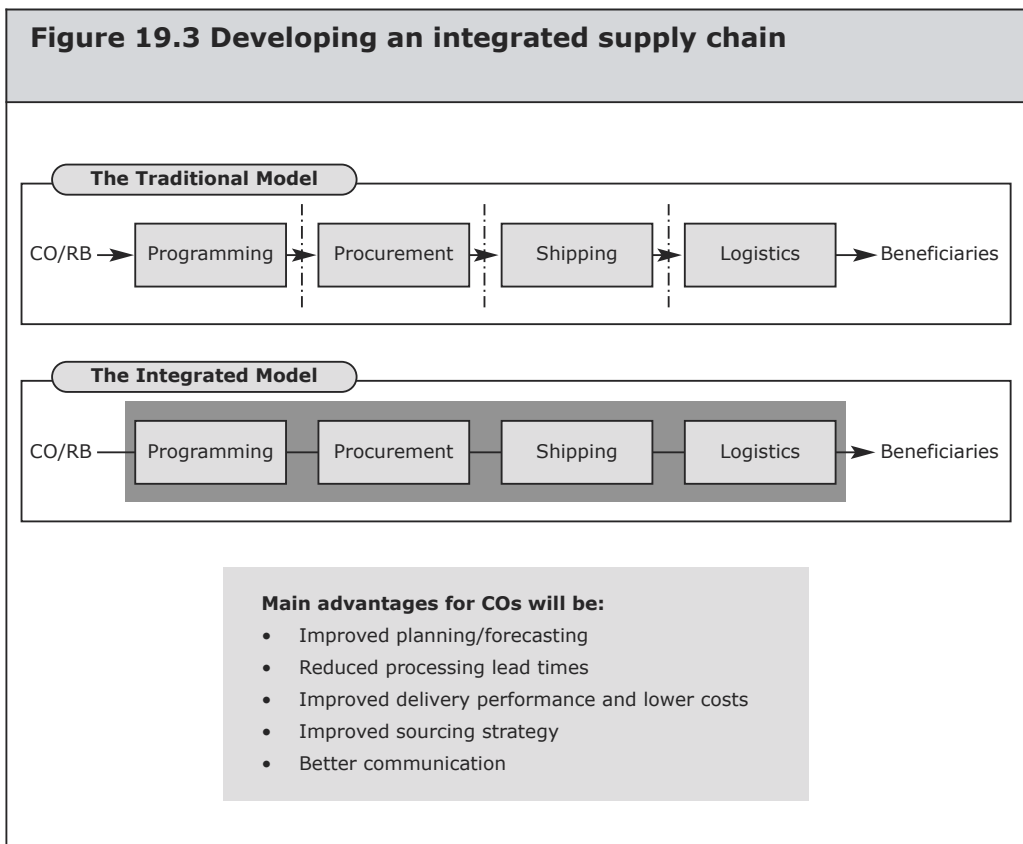 Figure 19.3 Developing an integrated supply chain
The Traditional Model
CO/RB Programming Procurement Shipping Logistics Beneficiaries
The Integrated Model
CO/RB Programming Procurement Shipping Logistics Beneficiaries
Main advantages for COs will be:
• Improved planning/forecasting
• Reduced processing lead times
• Improved delivery performance and lower costs
• Improved sourcing strategy
• Better communication